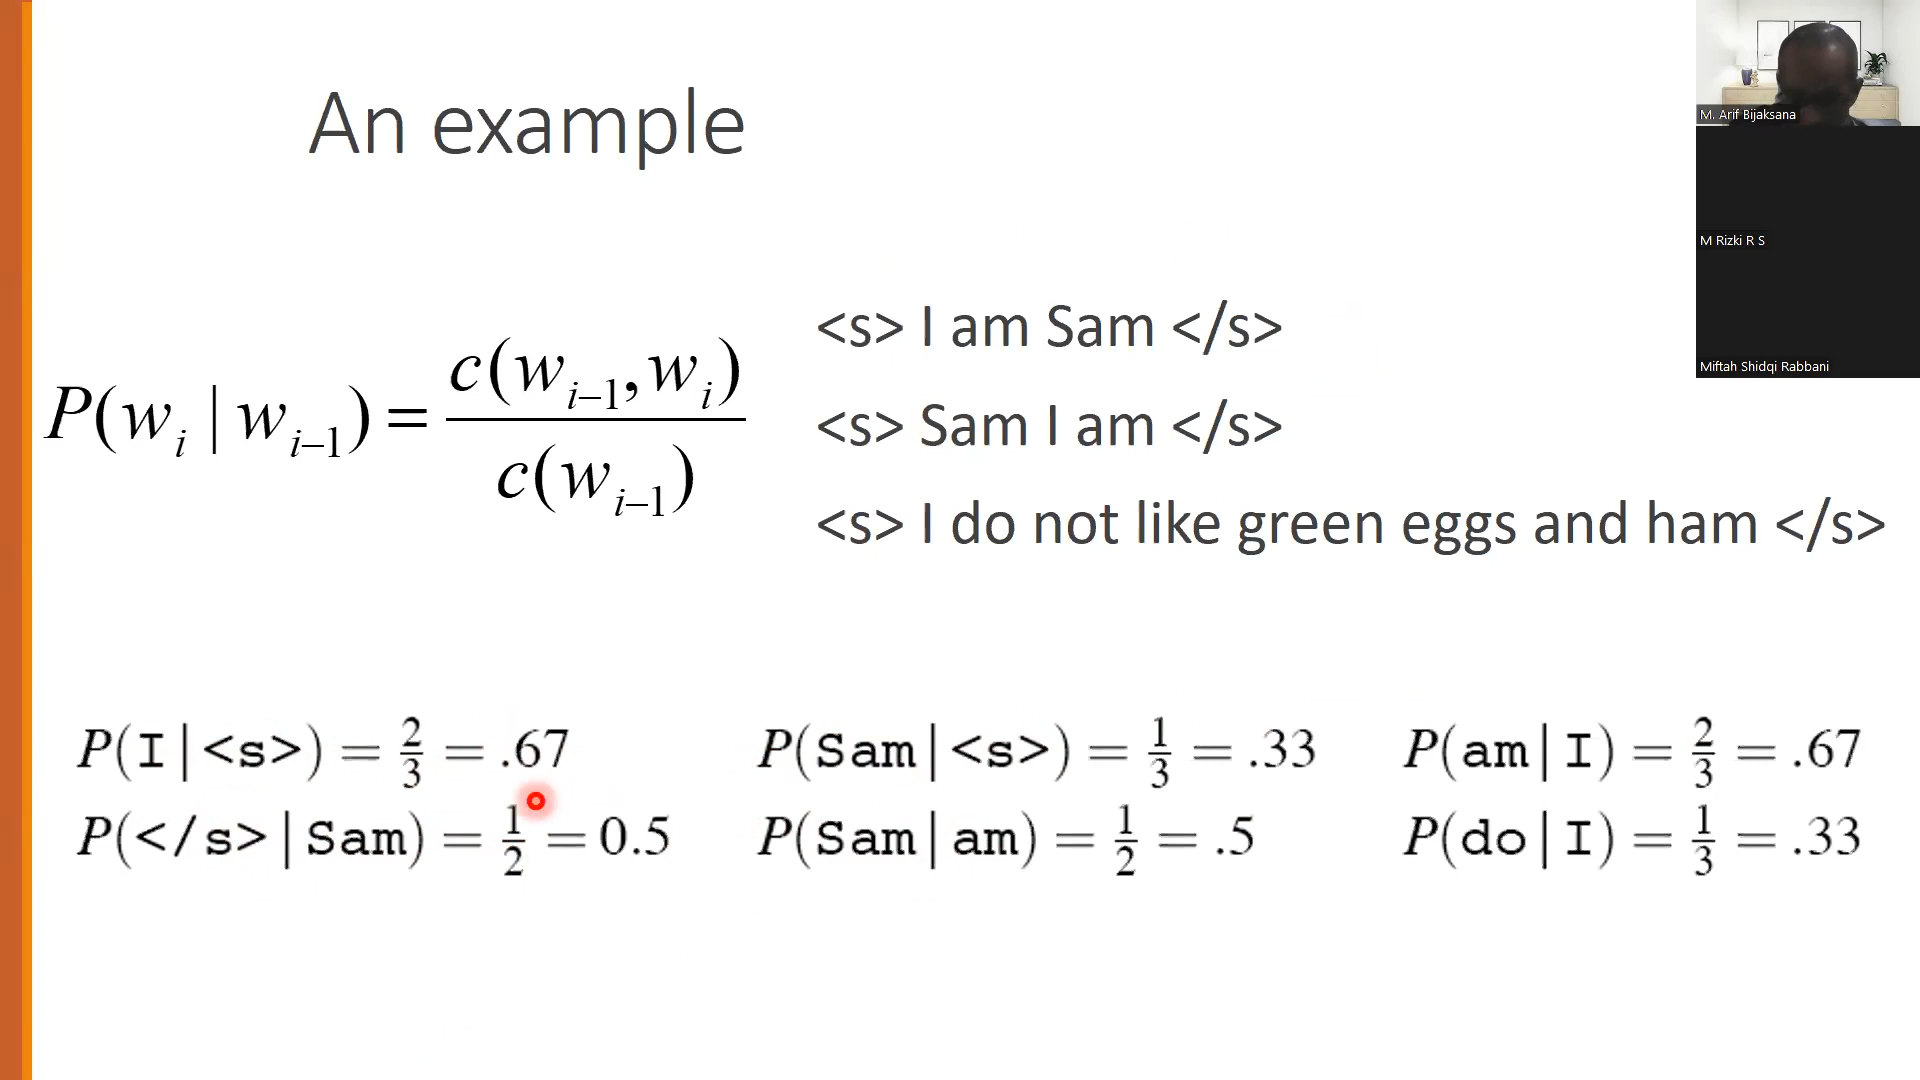 An example
M. Arif Bijaksana
M Rizki R S
Miftah Shidqi Rabbani
P(w_i | w_{i-1}) = c(w_{i-1}, w_i) / c(w_{i-1})
<s> I am Sam </s>
<s> Sam I am </s>
<s> I do not like green eggs and ham </s>
P(I|<s>) = 2/3 = .67 P(Sam|<s>) = 1/3 = .33 P(am|I) = 2/3 = .67
P(</s>|Sam) = 1/2 = 0.5 P(Sam|am) = 1/2 = .5 P(do|I) = 1/3 = .33